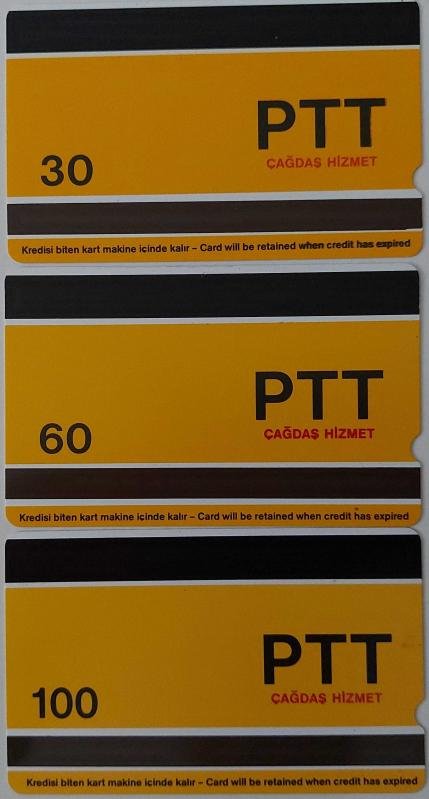 PTT
ÇAĞDAŞ HİZMET
30
Kredisi biten kart makine içinde kalır – Card will be retained when credit has expired
PTT
ÇAĞDAŞ HİZMET
60
Kredisi biten kart makine içinde kalır – Card will be retained when credit has expired
PTT
ÇAĞDAŞ HİZMET
100
Kredisi biten kart makine içinde kalır – Card will be retained when credit has expired